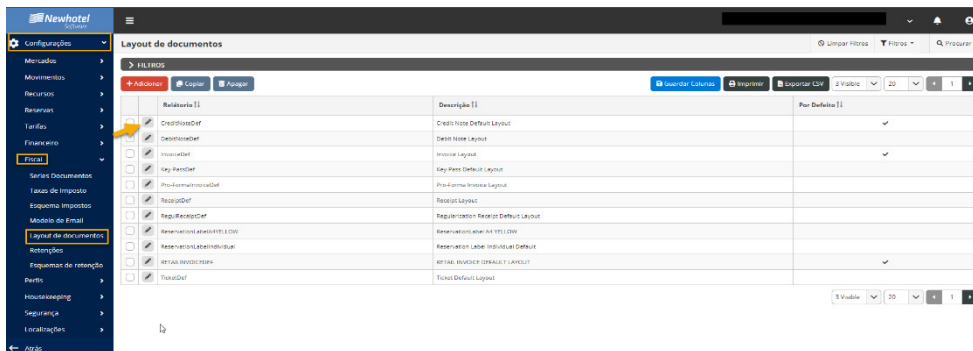 Newhotel
Software
Configurações
Layout de documentos
Limpar Filtros
Filtros
Procurar
Mercados
Movimentos
Recursos
Reservas
Tarifas
Financeiro
Fiscal
Series Documentos
Taxas de Imposto
Esquema Impostos
Modelo de Email
Layout de documentos
Retenções
Esquemas de retenção
Perfis
Housekeeping
Segurança
Localizações
Atrás
FILTROS
Adicionar Copiar Apagar Guardar Colunas Imprimir Exportar CSV 3 Visible 20 1
Relatorio Descrição Por Defeito
CreditNoteDef Credit Note Default Layout
DebitNoteDef Debit Note Layout
InvoiceDef Invoice Layout
Key-PassDef Key Pass Default Layout
Pro-FormaInvoiceDef Pro-Forma Invoice Layout
ReceiptDef Receipt Layout
RegulReceiptDef Regularization Receipt Default Layout
ReservationLabelA4YELLOW ReservationLabel A4 YELLOW
ReservationLabelIndividual Reservation Label Individual Default
RETAIL INVOICEDEF RETAIL INVOICE DEFAULT LAYOUT
TicketDef Ticket Default Layout
3 Visible 20 1